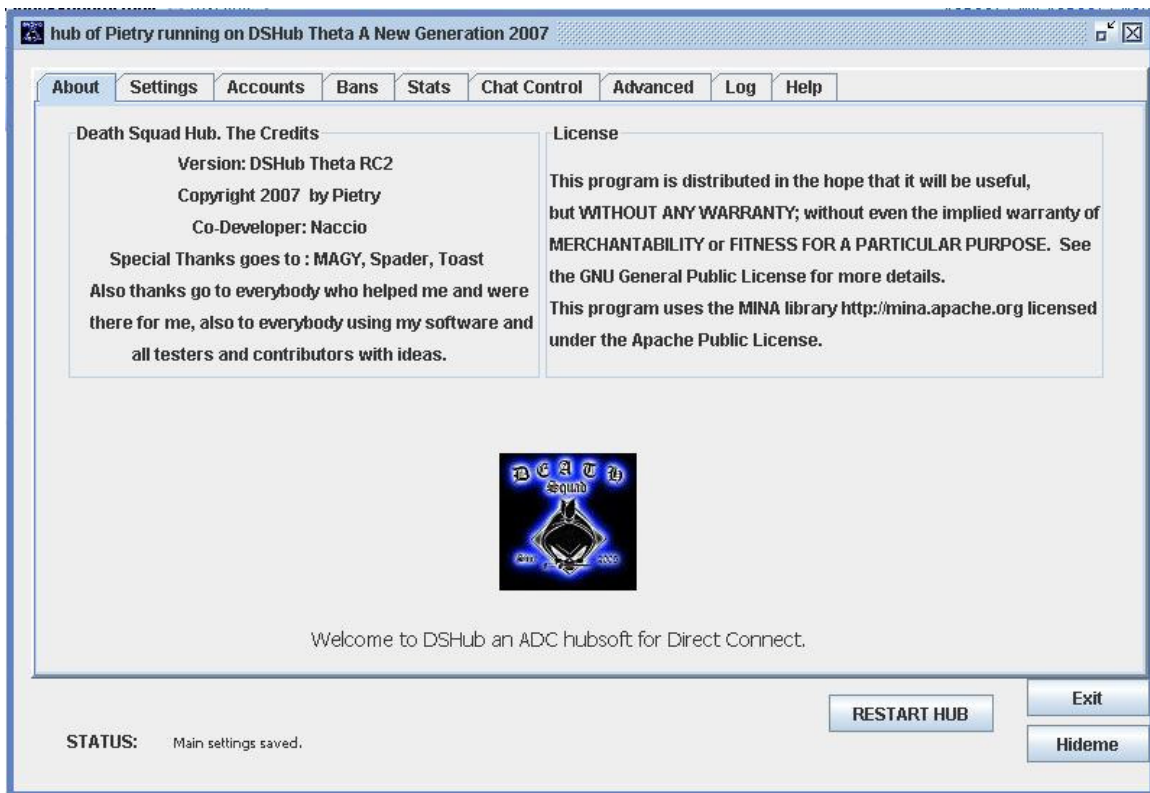 hub of Pietry running on DSHub Theta A New Generation 2007
About Settings Accounts Bans Stats Chat Control Advanced Log Help
Death Squad Hub. The Credits
Version: DSHub Theta RC2
Copyright 2007 by Pietry
Co-Developer: Naccio
Special Thanks goes to : MAGY, Spader, Toast
Also thanks go to everybody who helped me and were
there for me, also to everybody using my software and
all testers and contributors with ideas.
License
This program is distributed in the hope that it will be useful,
but WITHOUT ANY WARRANTY; without even the implied warranty of
MERCHANTABILITY or FITNESS FOR A PARTICULAR PURPOSE. See
the GNU General Public License for more details.
This program uses the MINA library http://mina.apache.org licensed
under the Apache Public License.
DEATH
Squad
Welcome to DSHub an ADC hubsoft for Direct Connect.
RESTART HUB
Exit
STATUS: Main settings saved.
Hideme